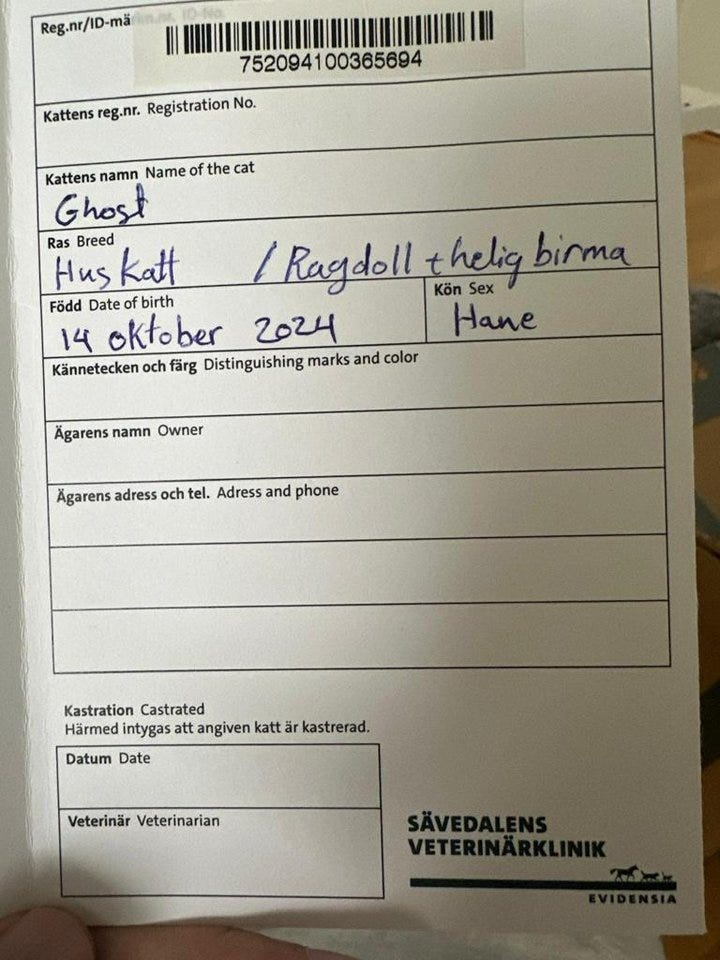 Reg.nr/ID-mä
752094100365694
Kattens reg.nr. Registration No.
Kattens namn Name of the cat
Ghost
Ras Breed
Huskatt / Ragdoll + helig birma
Född Date of birth
14 oktober 2024
Kön Sex
Hane
Kännetecken och färg Distinguishing marks and color
Ägarens namn Owner
Ägarens adress och tel. Adress and phone
Kastration Castrated
Härmed intygas att angiven katt är kastrerad.
Datum Date
Veterinär Veterinarian
SÄVEDALENS
VETERINÄRKLINIK
EVIDENSIA